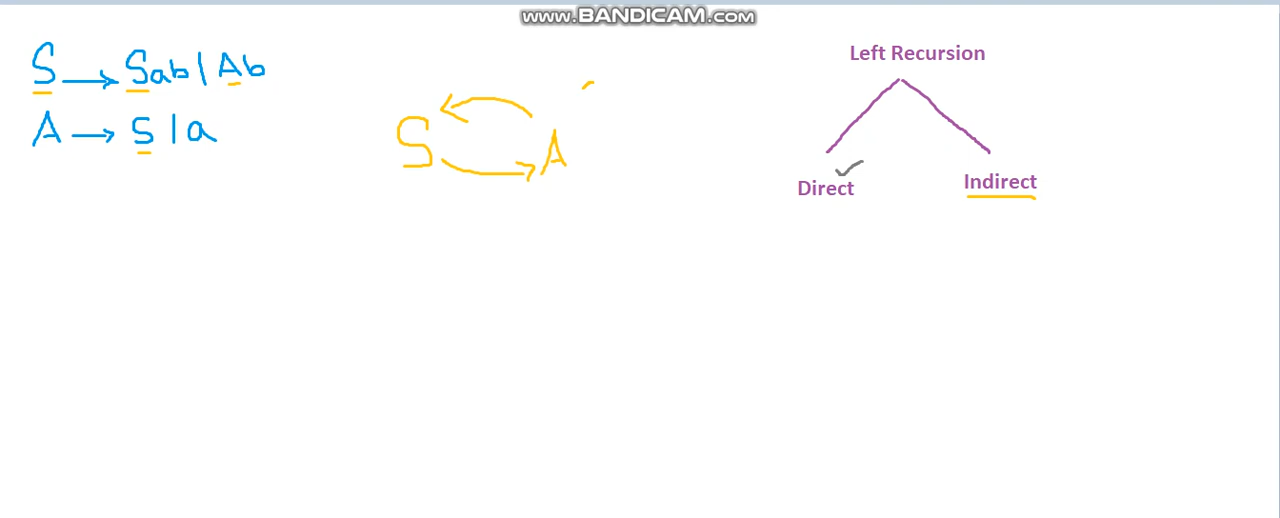 www.BANDICAM.com
S → Sab | Ab
A → S | a
S A
Left Recursion
Direct
Indirect